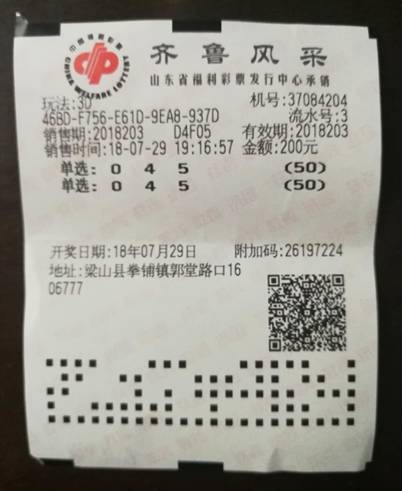 中国福利彩票
CHINA WELFARE LOTTERY
齐鲁风采
山东省福利彩票发行中心承销
玩法:3D 机号:37084204
46BD-F756-E61D-9EA8-937D 流水号:3
销售期:2018203 D4F05 有效期:2018203
销售时间:18-07-29 19:16:57 金额:200元
单选: 0 4 5 (50)
单选: 0 4 5 (50)
开奖日期:18年07月29日 附加码:26197224
地址:梁山县拳铺镇郭堂路口16
06777